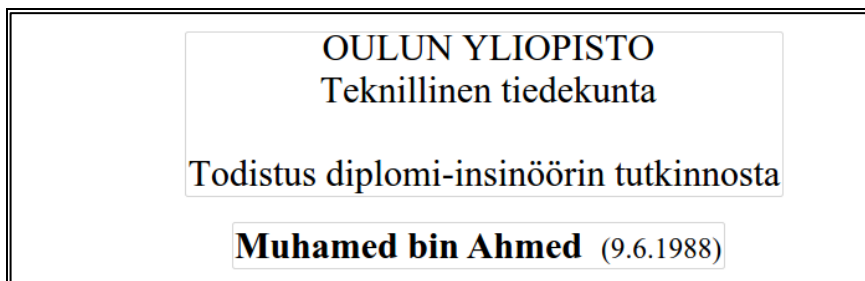 OULUN YLIOPISTO
Teknillinen tiedekunta
Todistus diplomi-insinöörin tutkinnosta
Muhamed bin Ahmed (9.6.1988)